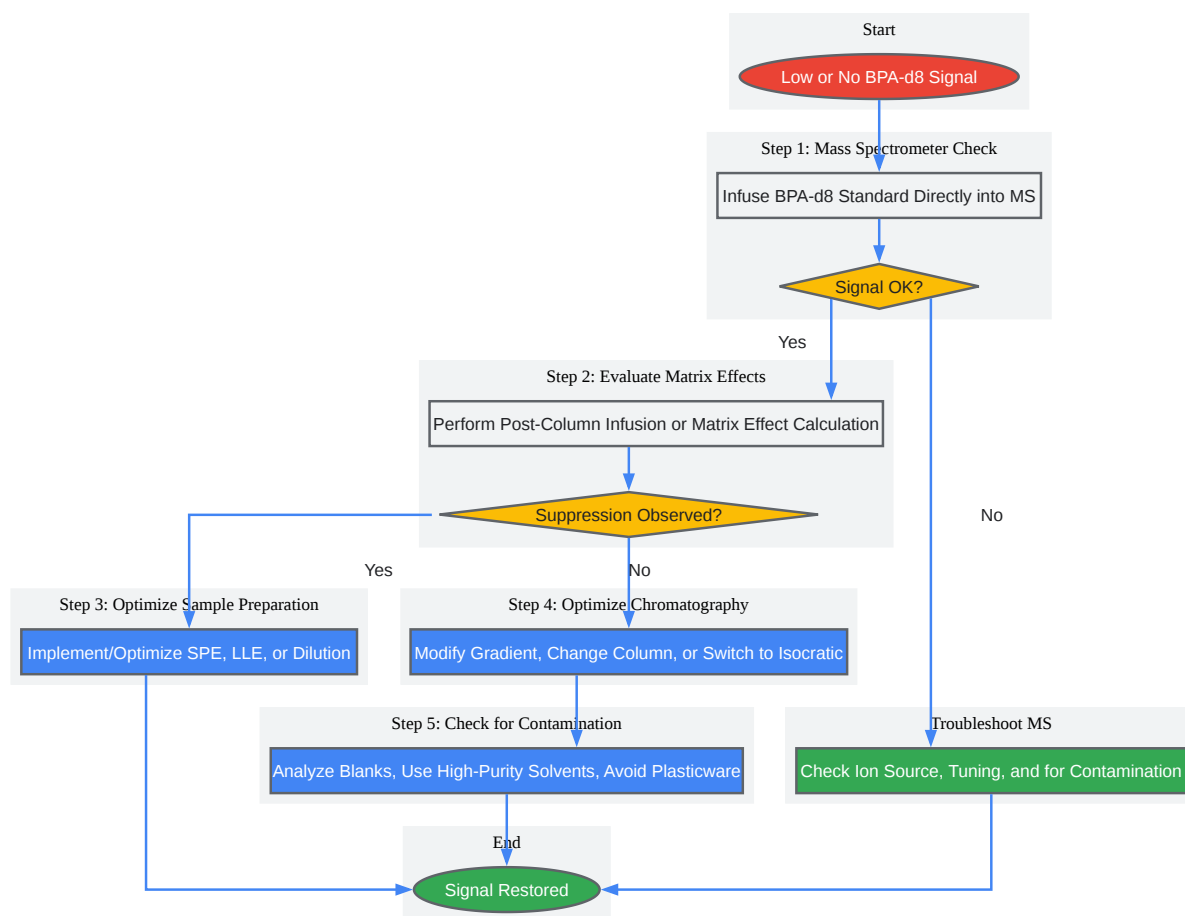 Start
Low or No BPA-d8 Signal
Step 1: Mass Spectrometer Check
Infuse BPA-d8 Standard Directly into MS
Signal OK?
Yes
Step 2: Evaluate Matrix Effects
Perform Post-Column Infusion or Matrix Effect Calculation
Suppression Observed?
No
Yes
No
Step 3: Optimize Sample Preparation
Implement/Optimize SPE, LLE, or Dilution
Step 4: Optimize Chromatography
Modify Gradient, Change Column, or Switch to Isocratic
Step 5: Check for Contamination
Analyze Blanks, Use High-Purity Solvents, Avoid Plasticware
Troubleshoot MS
Check Ion Source, Tuning, and for Contamination
End
Signal Restored